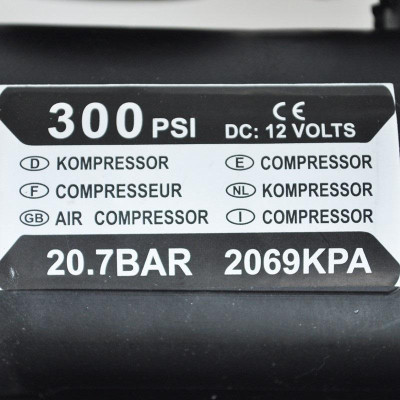 300 PSI CE
DC: 12 VOLTS
D KOMPRESSOR E COMPRESSOR
F COMPRESSEUR NL KOMPRESSOR
GB AIR COMPRESSOR I COMPRESSOR
20.7BAR 2069KPA